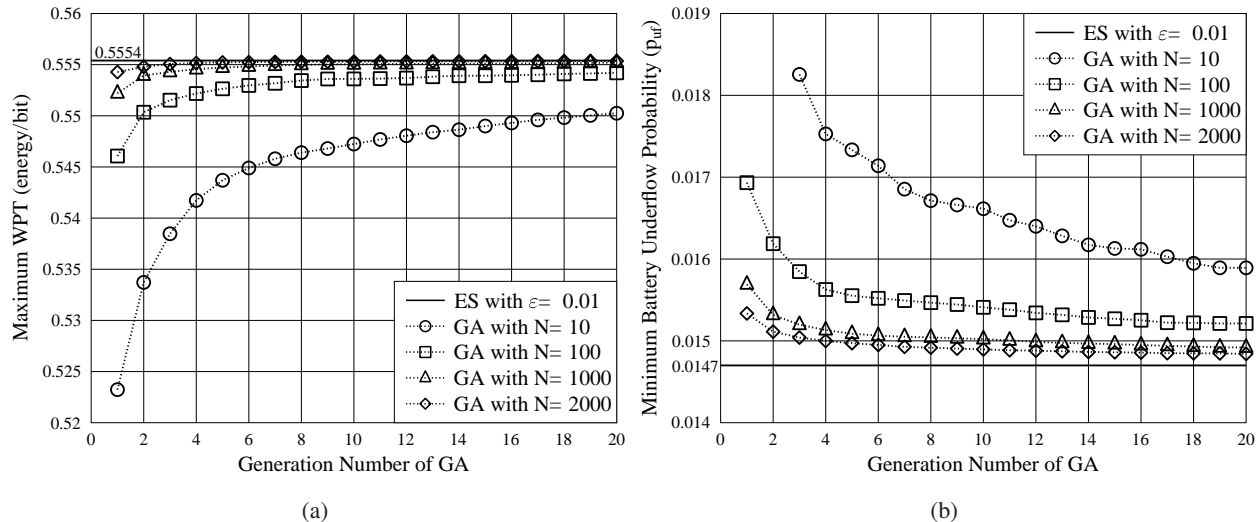 0.56
0.555
0.55
0.545
0.54
0.535
0.53
0.525
0.52
0.5554
Maximum WPT (energy/bit)
ES with ε= 0.01
GA with N= 10
GA with N= 100
GA with N= 1000
GA with N= 2000
0 2 4 6 8 10 12 14 16 18 20
Generation Number of GA
(a)
0.019
0.018
0.017
0.016
0.015
0.0147
0.014
Minimum Battery Underflow Probability (p_uf)
ES with ε= 0.01
GA with N= 10
GA with N= 100
GA with N= 1000
GA with N= 2000
0 2 4 6 8 10 12 14 16 18 20
Generation Number of GA
(b)